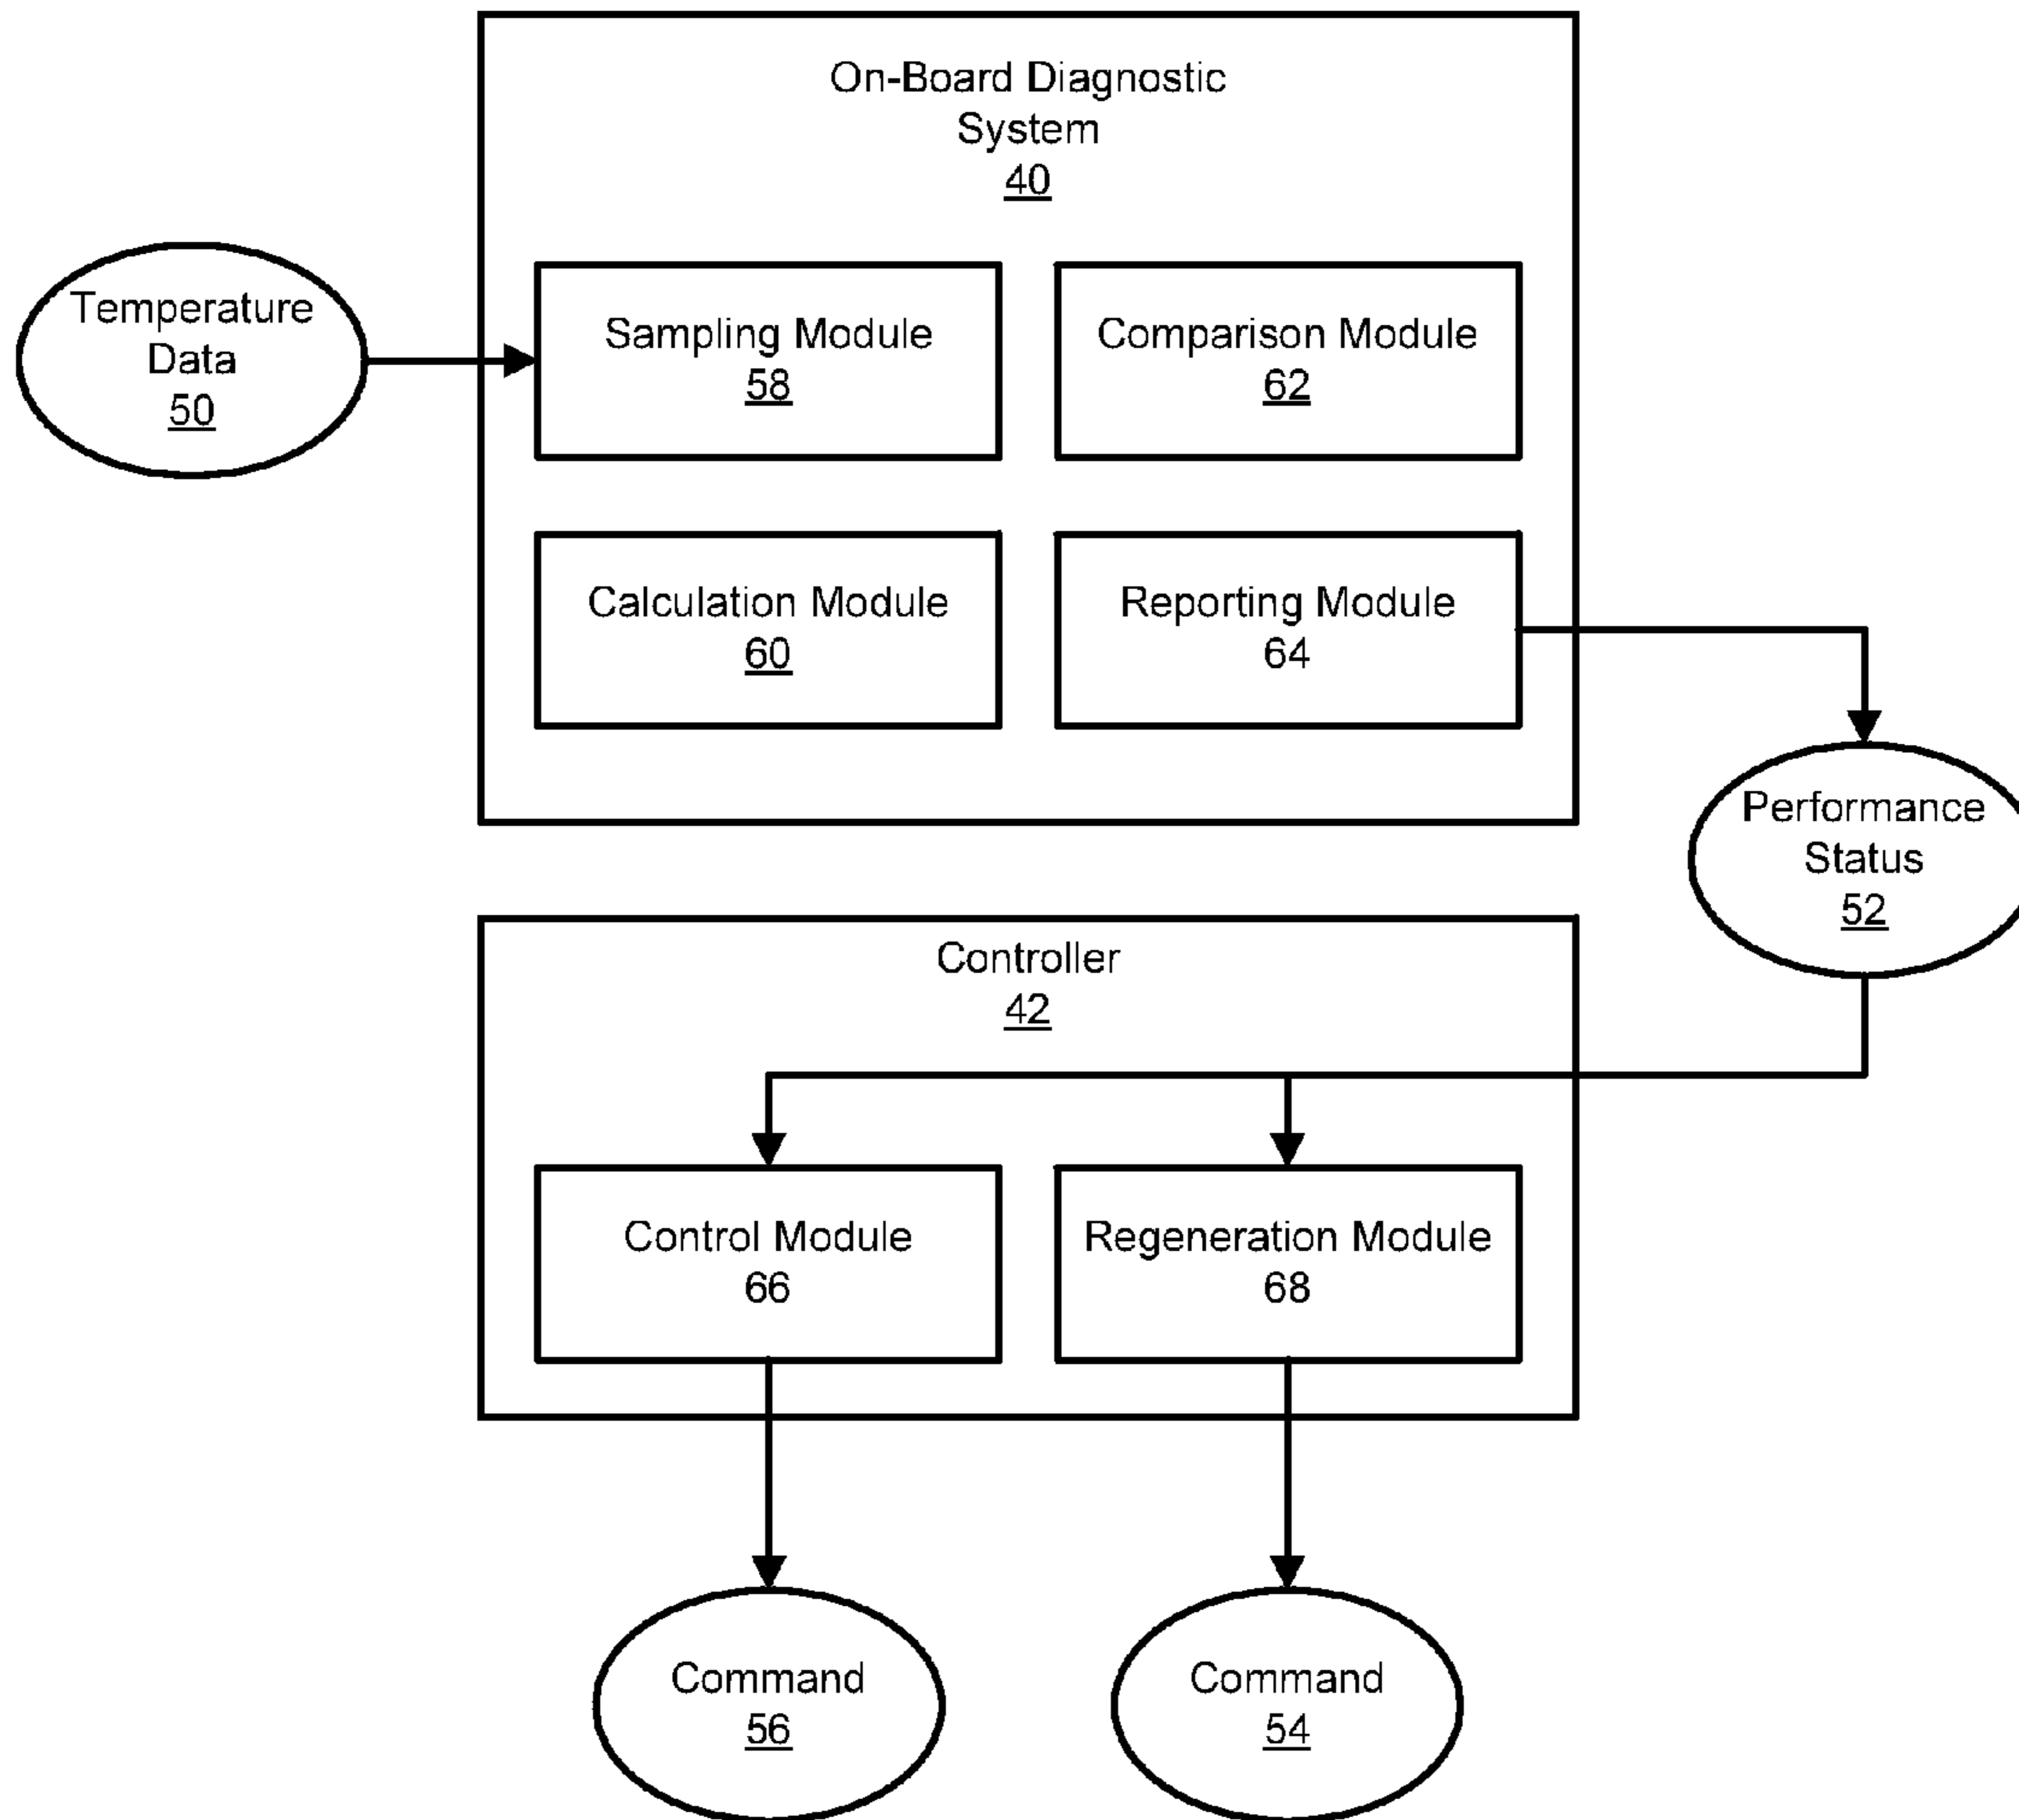 On-Board Diagnostic
System
40
Temperature
Data
50
Sampling Module
58
Comparison Module
62
Calculation Module
60
Reporting Module
64
Performance
Status
52
Controller
42
Control Module
66
Regeneration Module
68
Command
56
Command
54